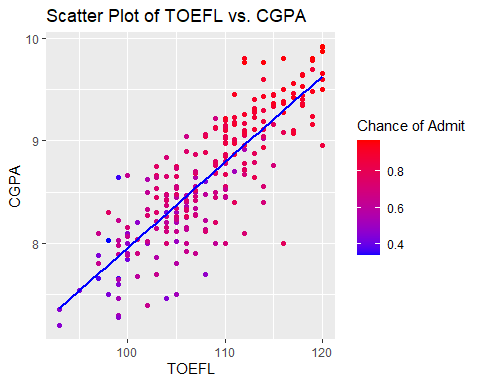 Scatter Plot of TOEFL vs. CGPA
10
9
8
CGPA
100
110
120
TOEFL
Chance of Admit
0.8
0.6
0.4